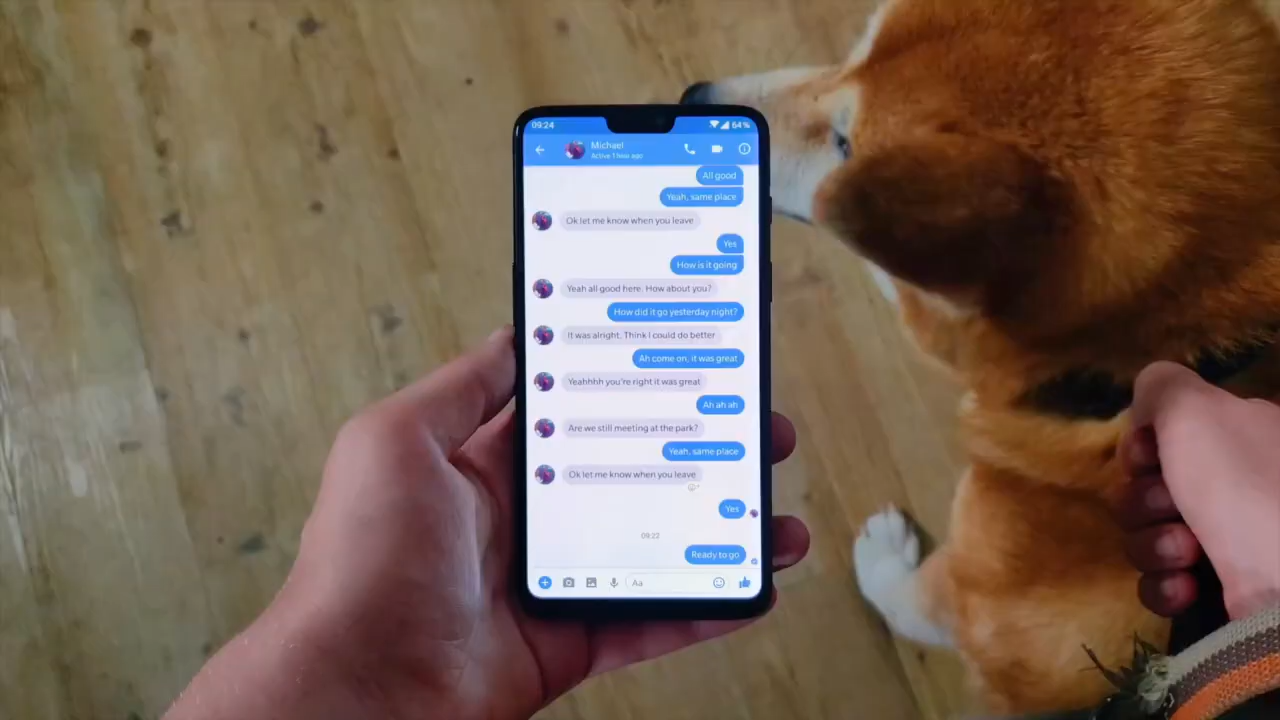 09:24
64%
Michael
Active 1 hour ago
All good
Yeah, same place
Ok let me know when you leave
Yes
How is it going
Yeah all good here. How about you?
How did it go yesterday night?
It was alright. Think I could do better
Ah come on, it was great
Yeahhhh you're right it was great
Ah ah ah
Are we still meeting at the park?
Yeah, same place
Ok let me know when you leave
Yes
09:22
Ready to go
Aa